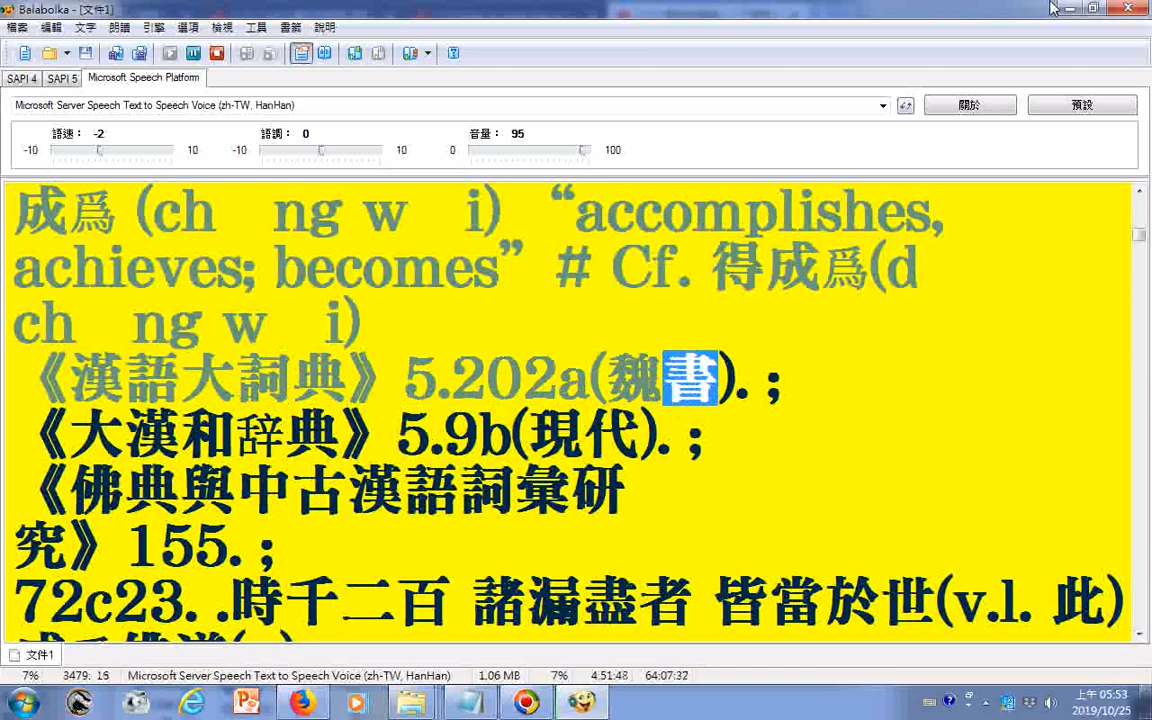 Balabolka - [文件1]
檔案 編輯 文字 朗讀 引擎 選項 檢視 工具 書籤 說明
SAPI 4 SAPI 5 Microsoft Speech Platform
Microsoft Server Speech Text to Speech Voice (zh-TW, HanHan) 關於 預設
語速： -2 語調： 0 音量： 95
-10 10 -10 10 0 100
成爲 (ch ng w i) “accomplishes,
achieves; becomes” # Cf. 得成爲(d
ch ng w i)
《漢語大詞典》 5.202a(魏書). ;
《大漢和辞典》 5.9b(現代). ;
《佛典與中古漢語詞彙研
究》 155. ;
72c23. .時千二百 諸漏盡者 皆當於世(v.l. 此)
文件1
7% 3479: 16 Microsoft Server Speech Text to Speech Voice (zh-TW, HanHan) 1.06 MB 7% 4:51:48 64:07:32
上午 05:53
2019/10/25